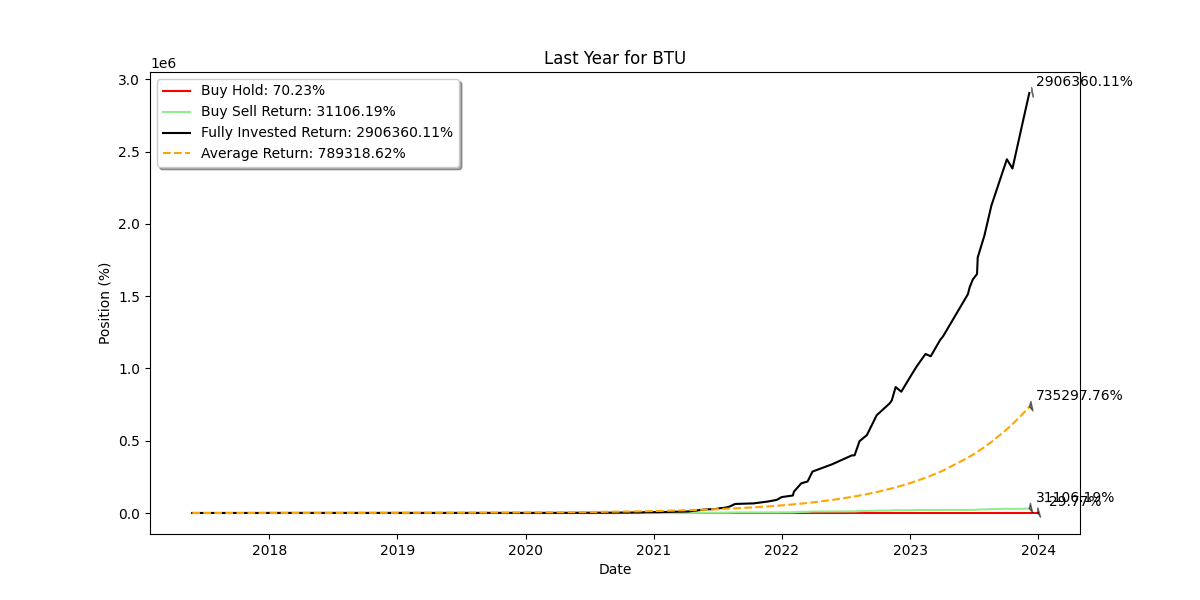 Last Year for BTU
1e6
3.0
2.5
2.0
1.5
1.0
0.5
0.0
Position (%)
Buy Hold: 70.23%
Buy Sell Return: 31106.19%
Fully Invested Return: 2906360.11%
Average Return: 789318.62%
2906360.11%
735297.76%
31106.19%
29.77%
2018
2019
2020
2021
2022
2023
2024
Date